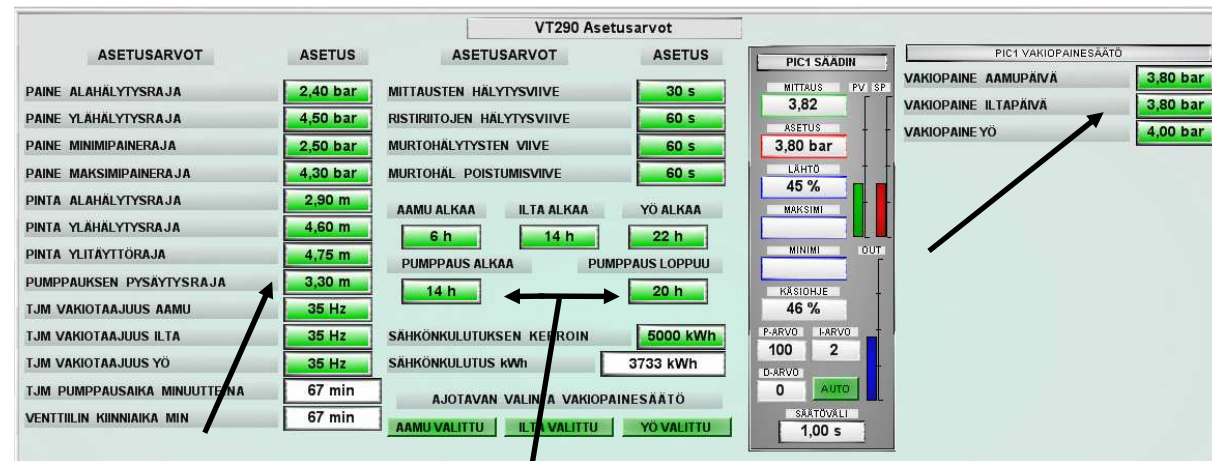 VT290 Asetusarvot
ASETUSARVOT ASETUS
PAINE ALAHÄLYTYSRAJA 2,40 bar
PAINE YLÄHÄLYTYSRAJA 4,50 bar
PAINE MINIMIPAINERAJA 2,50 bar
PAINE MAKSIMIPAINERAJA 4,30 bar
PINTA ALAHÄLYTYSRAJA 2,90 m
PINTA YLÄHÄLYTYSRAJA 4,60 m
PINTA YLITÄYTTÖRAJA 4,75 m
PUMPPAUKSEN PYSÄYTYSRAJA 3,30 m
TJM VAKIOTAAJUUS AAMU 35 Hz
TJM VAKIOTAAJUUS ILTA 35 Hz
TJM VAKIOTAAJUUS YÖ 35 Hz
TJM PUMPPAUSAIKA MINUUTTEINA 67 min
VENTTIILIN KIINNIAIKA MIN 67 min
ASETUSARVOT ASETUS
MITTAUSTEN HÄLYTYSVIIVE 30 s
RISTIRIITOJEN HÄLYTYSVIIVE 60 s
MURTOHÄLYTYSTEN VIIVE 60 s
MURTOHÄL POISTUMISVIIVE 60 s
AAMU ALKAA ILTA ALKAA YÖ ALKAA
6 h 14 h 22 h
PUMPPAUS ALKAA PUMPPAUS LOPPUU
14 h 20 h
SÄHKÖNKULUTUKSEN KERROIN 5000 kWh
SÄHKÖNKULUTUS kWh 3733 kWh
AJOTAVAN VALINTA VAKIOPAINESÄÄTÖ
AAMU VALITTU ILTA VALITTU YÖ VALITTU
PIC1 SÄÄDIN
MITTAUS PV SP
3,82
ASETUS
3,80 bar
LÄHTÖ
45 %
MAKSIMI
MINIMI OUT
KÄSIOHJE
46 %
P-ARVO I-ARVO
100 2
D-ARVO
0 AUTO
SÄÄTÖVÄLI
1,00 s
PIC1 VAKIOPAINESÄÄTÖ
VAKIOPAINE AAMUPÄIVÄ 3,80 bar
VAKIOPAINE ILTAPÄIVÄ 3,80 bar
VAKIOPAINE YÖ 4,00 bar